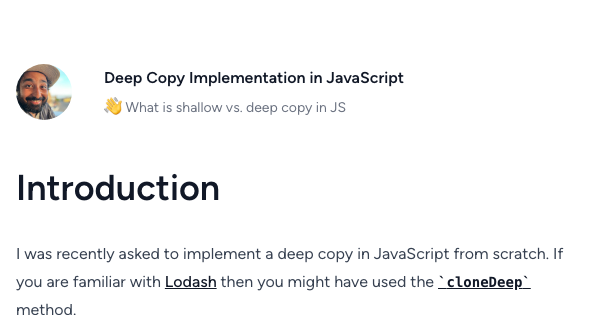 Deep Copy Implementation in JavaScript
👋 What is shallow vs. deep copy in JS
Introduction
I was recently asked to implement a deep copy in JavaScript from scratch. If
you are familiar with Lodash then you might have used the `cloneDeep`
method.